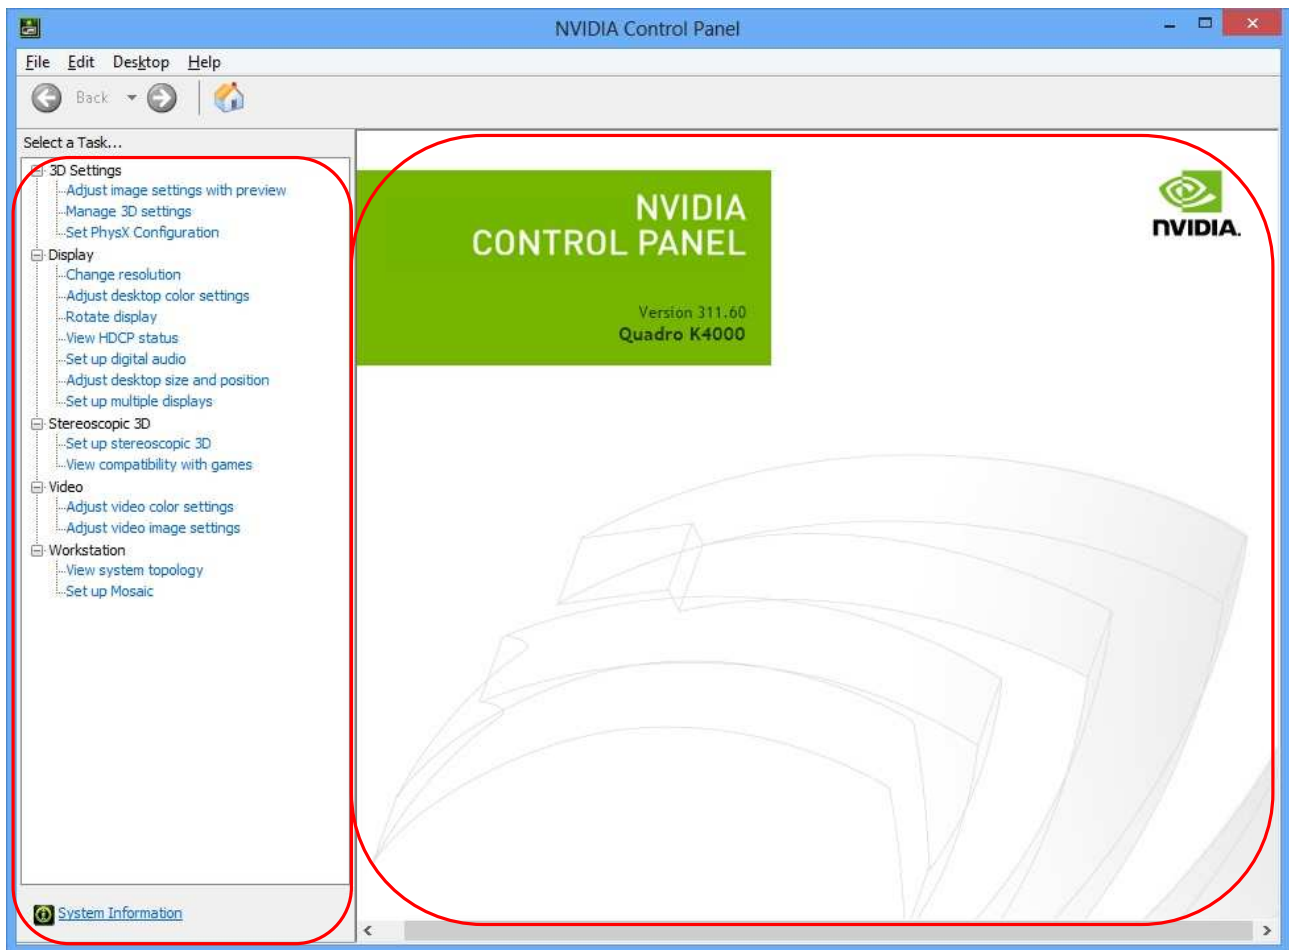 NVIDIA Control Panel
File Edit Desktop Help
Back
Select a Task...
3D Settings
Adjust image settings with preview
Manage 3D settings
Set PhysX Configuration
Display
Change resolution
Adjust desktop color settings
Rotate display
View HDCP status
Set up digital audio
Adjust desktop size and position
Set up multiple displays
Stereoscopic 3D
Set up stereoscopic 3D
View compatibility with games
Video
Adjust video color settings
Adjust video image settings
Workstation
View system topology
Set up Mosaic
System Information
NVIDIA
CONTROL PANEL
Version 311.60
Quadro K4000
NVIDIA.